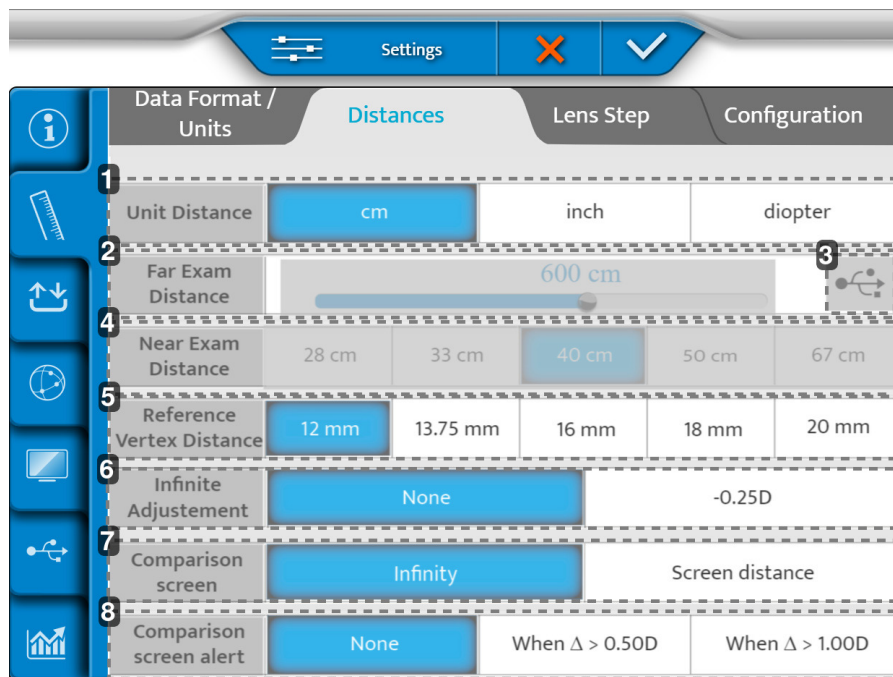 Settings
Data Format /
Units
Distances
Lens Step
Configuration
1
Unit Distance
cm
inch
diopter
2
Far Exam
Distance
600 cm
3
4
Near Exam
Distance
28 cm
33 cm
40 cm
50 cm
67 cm
5
Reference
Vertex Distance
12 mm
13.75 mm
16 mm
18 mm
20 mm
6
Infinite
Adjustement
None
-0.25D
7
Comparison
screen
Infinity
Screen distance
8
Comparison
screen alert
None
When Δ > 0.50D
When Δ > 1.00D